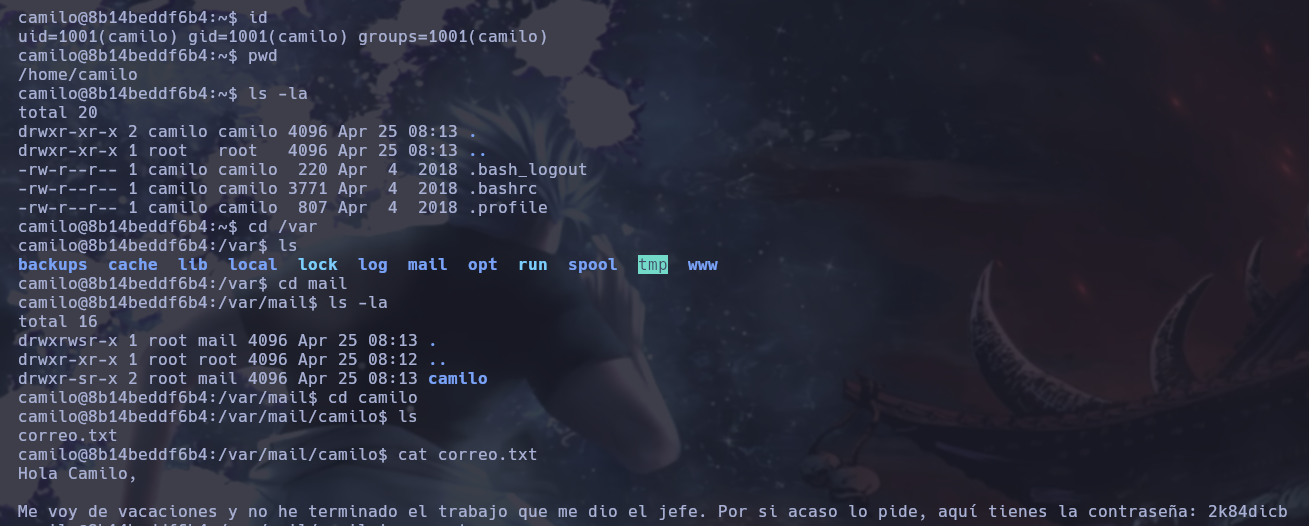 camilo@8b14beddf6b4:~$ id
uid=1001(camilo) gid=1001(camilo) groups=1001(camilo)
camilo@8b14beddf6b4:~$ pwd
/home/camilo
camilo@8b14beddf6b4:~$ ls -la
total 20
drwxr-xr-x 2 camilo camilo 4096 Apr 25 08:13 .
drwxr-xr-x 1 root   root   4096 Apr 25 08:13 ..
-rw-r--r-- 1 camilo camilo  220 Apr  4  2018 .bash_logout
-rw-r--r-- 1 camilo camilo 3771 Apr  4  2018 .bashrc
-rw-r--r-- 1 camilo camilo  807 Apr  4  2018 .profile
camilo@8b14beddf6b4:~$ cd /var
camilo@8b14beddf6b4:/var$ ls
backups  cache  lib  local  lock  log  mail  opt  run  spool  tmp  www
camilo@8b14beddf6b4:/var$ cd mail
camilo@8b14beddf6b4:/var/mail$ ls -la
total 16
drwxrwsr-x 1 root mail 4096 Apr 25 08:13 .
drwxr-xr-x 1 root root 4096 Apr 25 08:12 ..
drwxr-sr-x 2 root mail 4096 Apr 25 08:13 camilo
camilo@8b14beddf6b4:/var/mail$ cd camilo
camilo@8b14beddf6b4:/var/mail/camilo$ ls
correo.txt
camilo@8b14beddf6b4:/var/mail/camilo$ cat correo.txt
Hola Camilo,
Me voy de vacaciones y no he terminado el trabajo que me dio el jefe. Por si acaso lo pide, aquí tienes la contraseña: 2k84dicb